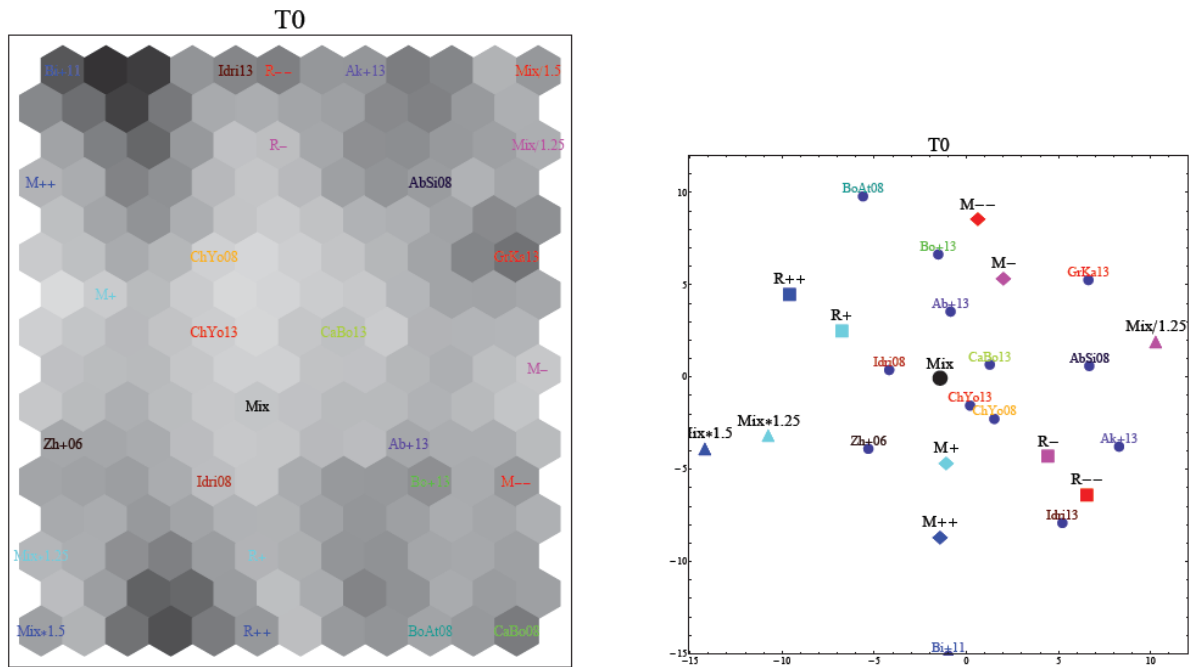 T0
Idri13 R−− Ak+13 Mix/1.5
R− Mix/1.25
M++ AbSi08
ChYo08 GrKa13
M+
ChYo13 CaBo13
M−
Mix
Zh+06 Ab+13
Idri08 M−−
Mix*1.25
Mix*1.5 R++ BoAt08 CaBo08
T0
10
5
0
−5
−10
−15
BoAt08
M−−
Bo+13
M−
GrKa13
R++
Ab+13
R+
Mix/1.25
Idri08 Mix CaBo13 AbSi08
ChYo13
ChYo08
ix*1.5 Mix*1.25
Zh+06 M+ R− Ak+13
R−−
Idri13
M++
Bi+11
−15 −10 −5 0 5 10